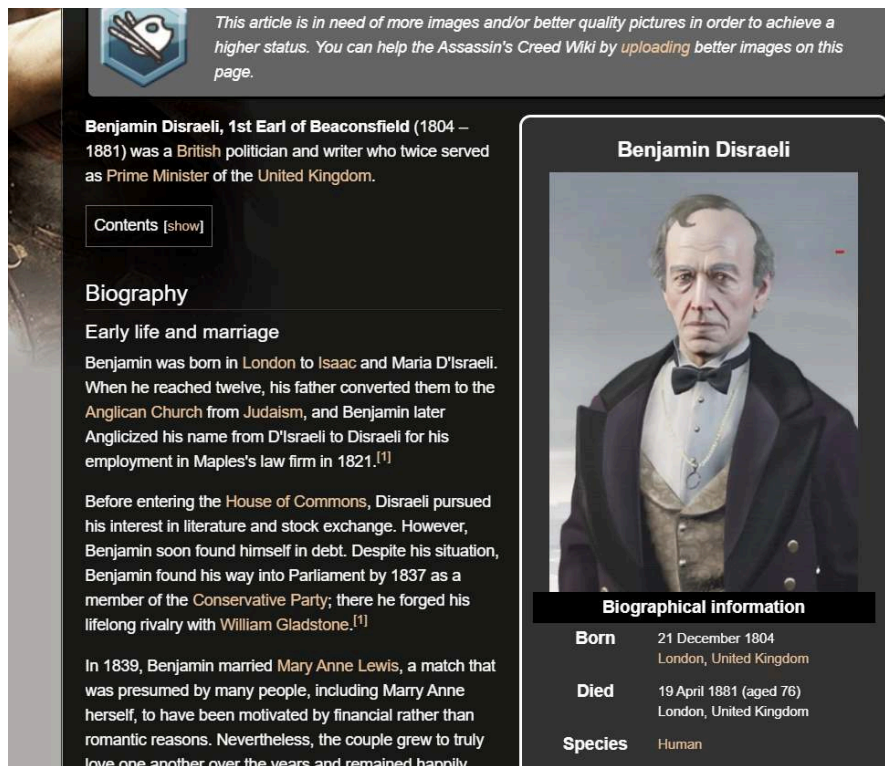 This article is in need of more images and/or better quality pictures in order to achieve a
higher status. You can help the Assassin's Creed Wiki by uploading better images on this
page.
Benjamin Disraeli, 1st Earl of Beaconsfield (1804 –
1881) was a British politician and writer who twice served
as Prime Minister of the United Kingdom.
Contents [show]
Biography
Early life and marriage
Benjamin was born in London to Isaac and Maria D'Israeli.
When he reached twelve, his father converted them to the
Anglican Church from Judaism, and Benjamin later
Anglicized his name from D'Israeli to Disraeli for his
employment in Maples's law firm in 1821.[1]
Before entering the House of Commons, Disraeli pursued
his interest in literature and stock exchange. However,
Benjamin soon found himself in debt. Despite his situation,
Benjamin found his way into Parliament by 1837 as a
member of the Conservative Party; there he forged his
lifelong rivalry with William Gladstone.[1]
In 1839, Benjamin married Mary Anne Lewis, a match that
was presumed by many people, including Marry Anne
herself, to have been motivated by financial rather than
romantic reasons. Nevertheless, the couple grew to truly
love one another over the years and remained happily
Benjamin Disraeli
Biographical information
Born
21 December 1804
London, United Kingdom
Died
19 April 1881 (aged 76)
London, United Kingdom
Species
Human